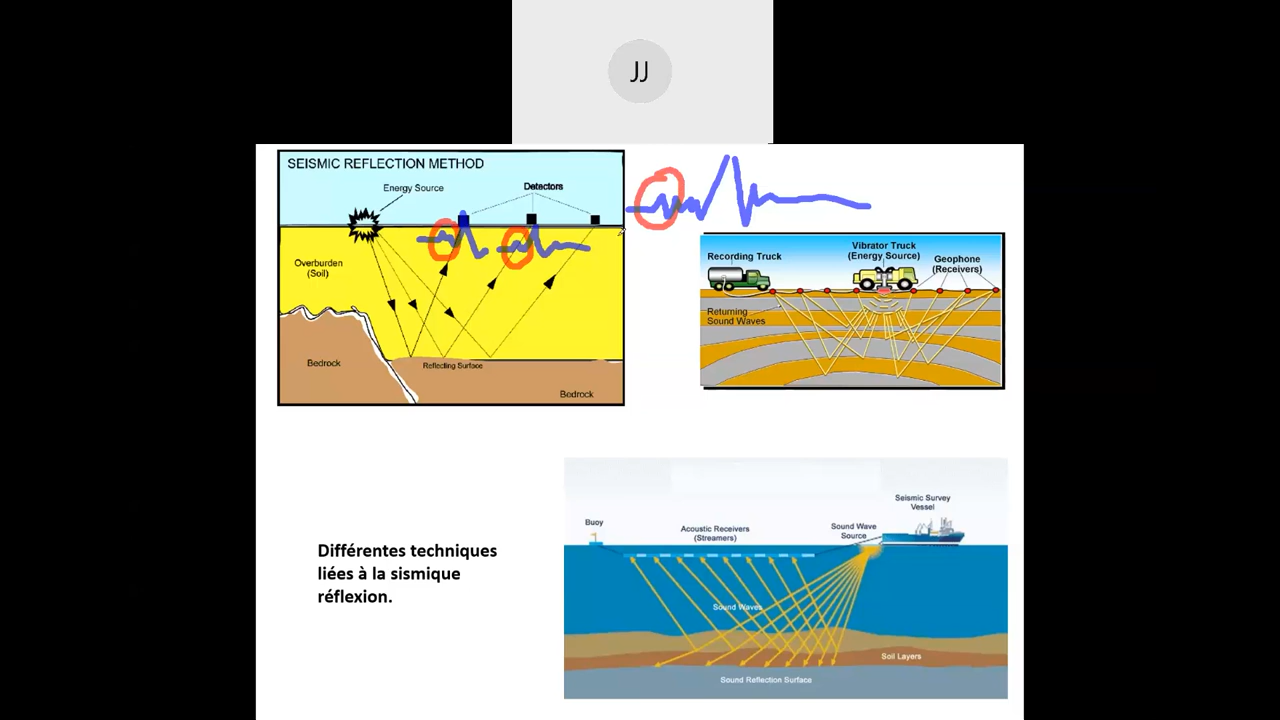 JJ
SEISMIC REFLECTION METHOD
Energy Source
Detectors
Overburden
(Soil)
Bedrock
Reflecting Surface
Bedrock
Recording Truck
Vibrator Truck
(Energy Source)
Geophone
(Receivers)
Returning
Sound Waves
Différentes techniques
liées à la sismique
réflexion.
Buoy
Acoustic Receivers
(Streamers)
Sound Wave
Source
Seismic Survey
Vessel
Sound Waves
Soil Layers
Sound Reflection Surface